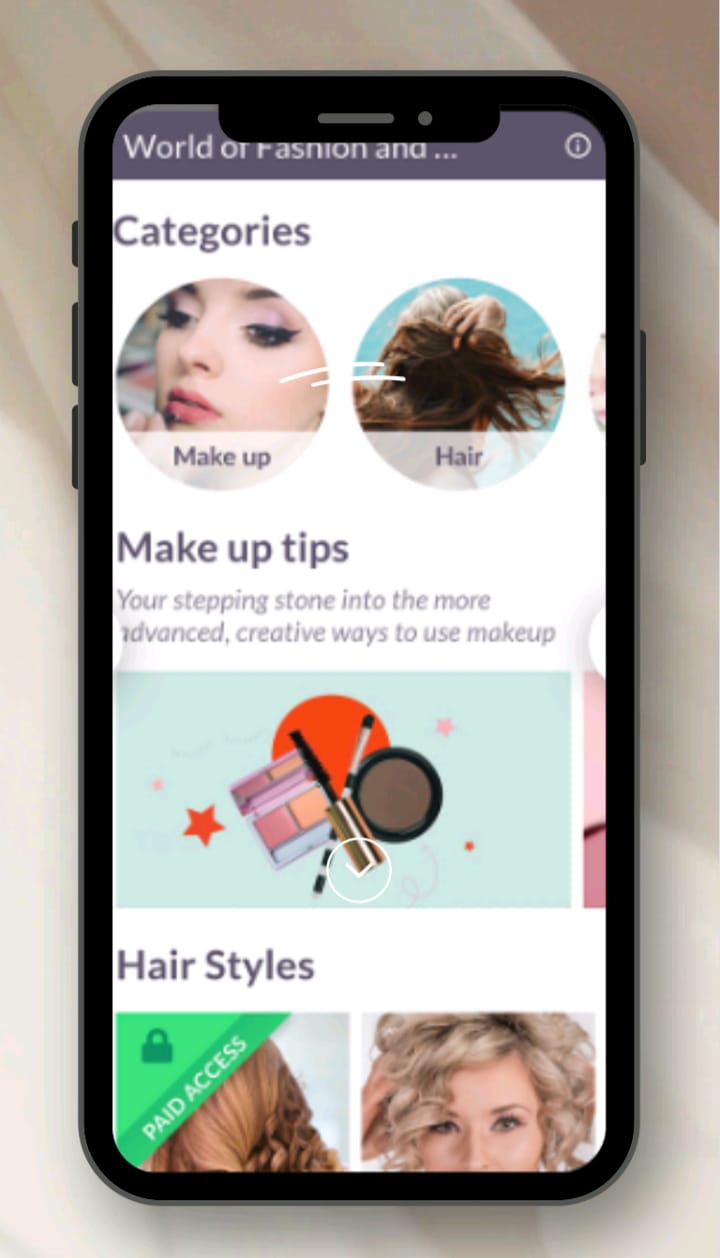 World of Fashion and ...
Categories
Make up
Hair
Make up tips
Your stepping stone into the more
advanced, creative ways to use makeup
Hair Styles
PAID ACCESS